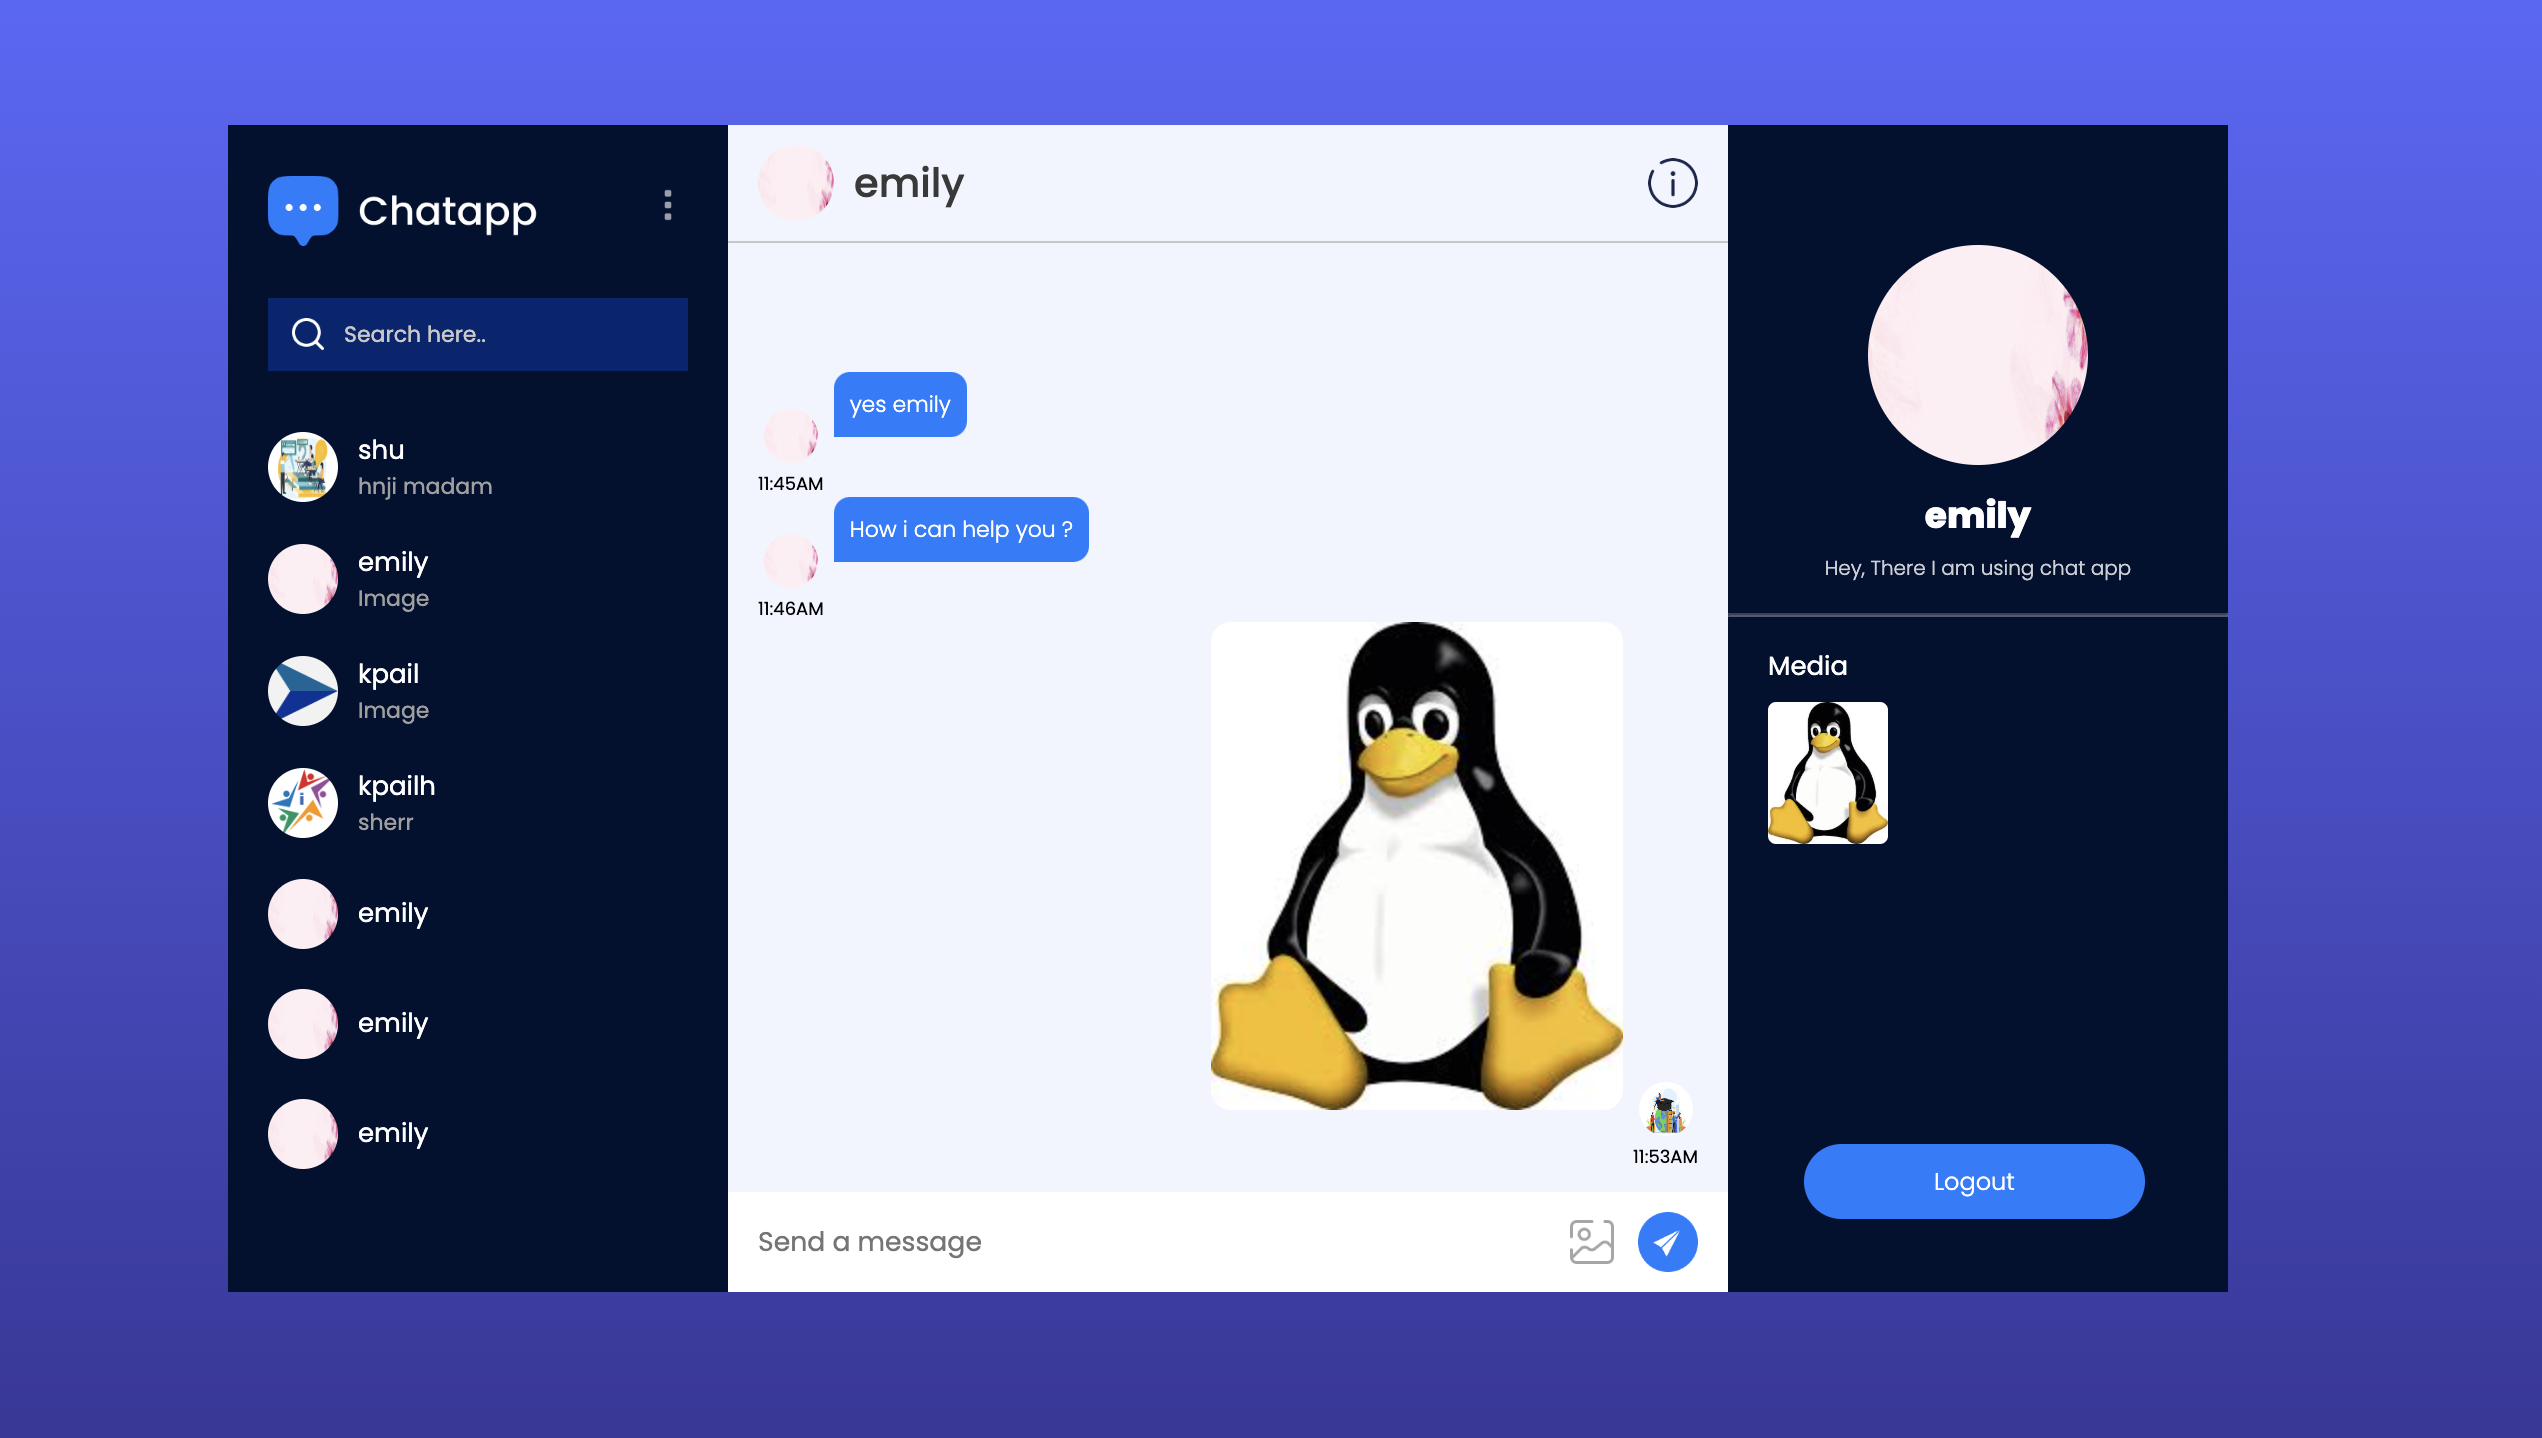 Chatapp
Search here..
shu
hnji madam
emily
Image
kpail
Image
kpailh
sherr
emily
emily
emily
emily
yes emily
11:45AM
How i can help you ?
11:46AM
11:53AM
Send a message
emily
Hey, There I am using chat app
Media
Logout